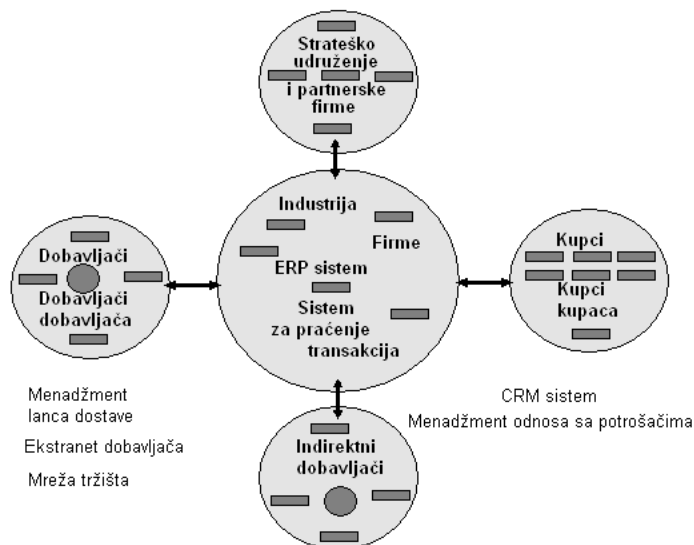 Strateško
udruženje
i partnerske
firme
Industrija
Firme
ERP sistem
Sistem
za praćenje
transakcija
Dobavljači
Dobavljači
dobavljača
Kupci
Kupci
kupaca
Menadžment
lanca dostave
Ekstranet dobavljača
Mreža tržišta
CRM sistem
Menadžment odnosa sa potrošačima
Indirektni
dobavljači